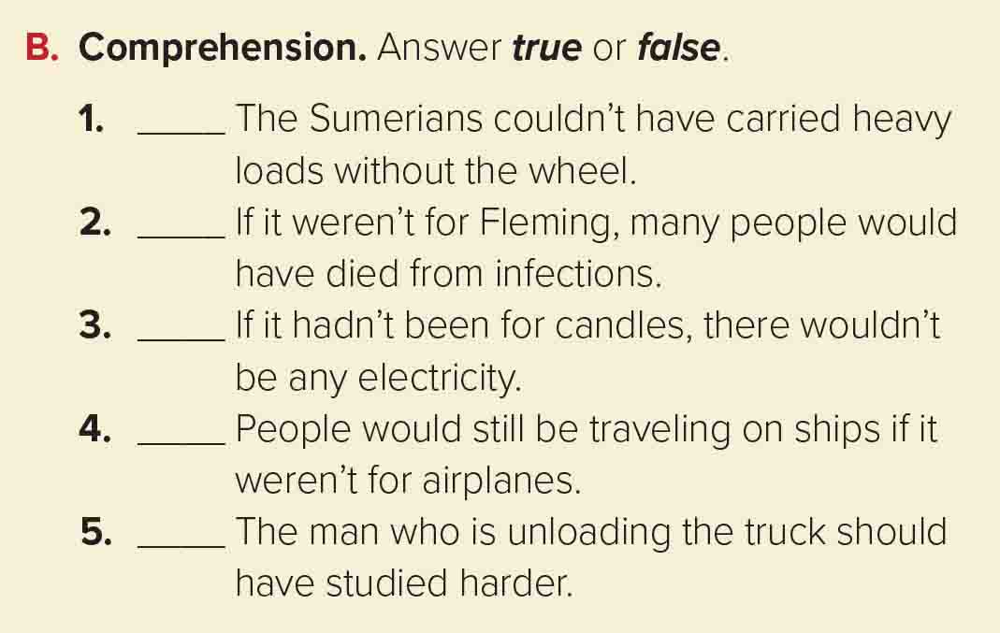 B. Comprehension. Answer true or false.
1. _____ The Sumerians couldn’t have carried heavy
loads without the wheel.
2. _____ If it weren’t for Fleming, many people would
have died from infections.
3. _____ If it hadn’t been for candles, there wouldn’t
be any electricity.
4. _____ People would still be traveling on ships if it
weren’t for airplanes.
5. _____ The man who is unloading the truck should
have studied harder.